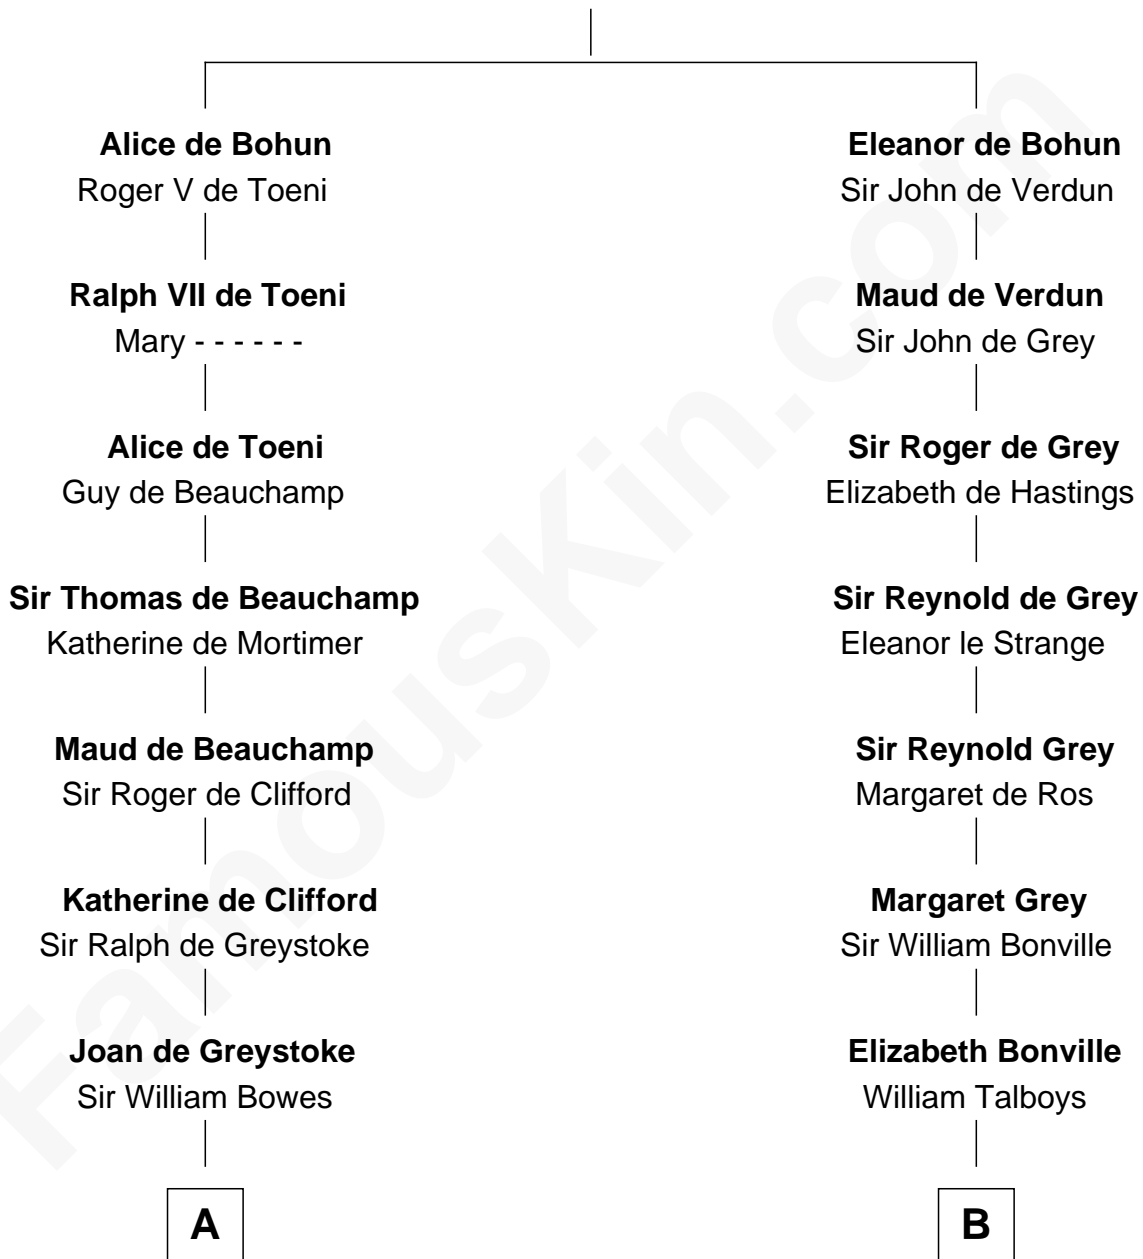 Alice de Bohun
Roger V de Toeni
Ralph VII de Toeni
Mary - - - - - -
Alice de Toeni
Guy de Beauchamp
Sir Thomas de Beauchamp
Katherine de Mortimer
Maud de Beauchamp
Sir Roger de Clifford
Katherine de Clifford
Sir Ralph de Greystoke
Joan de Greystoke
Sir William Bowes
A
Eleanor de Bohun
Sir John de Verdun
Maud de Verdun
Sir John de Grey
Sir Roger de Grey
Elizabeth de Hastings
Sir Reynold de Grey
Eleanor le Strange
Sir Reynold Grey
Margaret de Ros
Margaret Grey
Sir William Bonville
Elizabeth Bonville
William Talboys
B
FamousKin.com